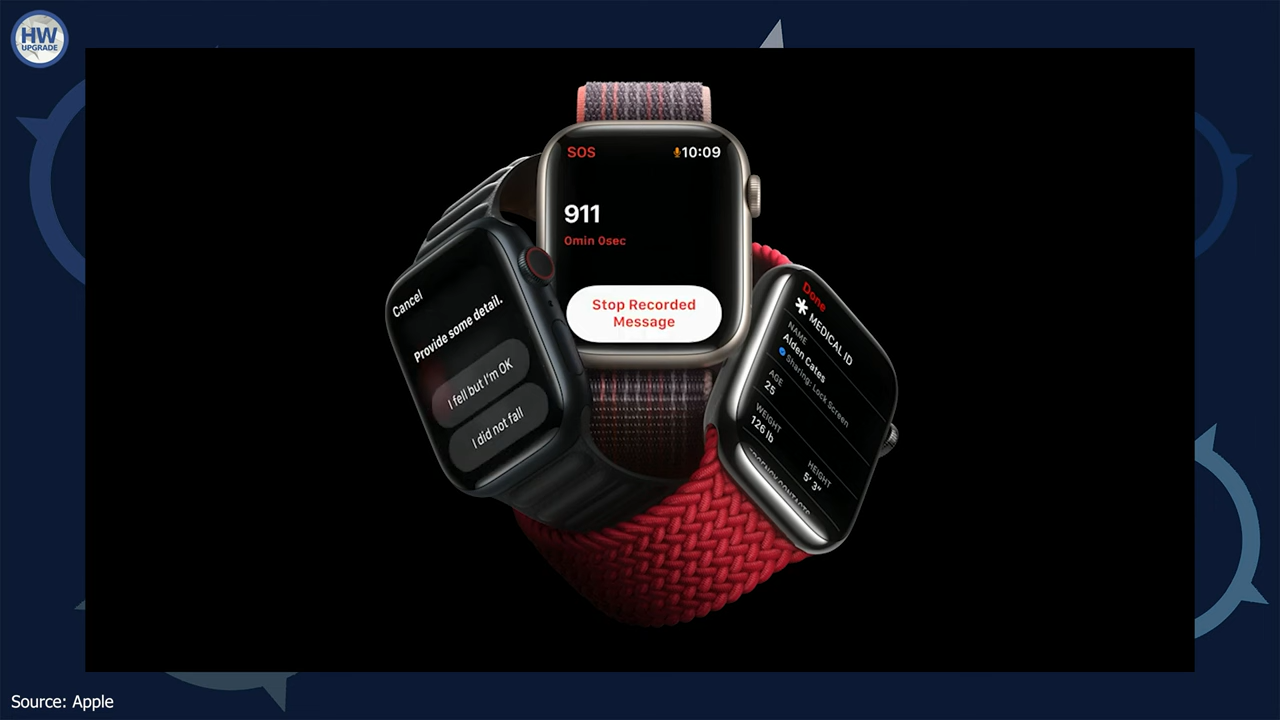 HW
UPGRADE
SOS
10:09
911
0min 0sec
Stop Recorded
Message
Cancel
Provide some detail.
I fell but I'm OK
I did not fall
Done
MEDICAL ID
NAME
Alden Cates
Sharing: Lock Screen
AGE
25
WEIGHT
126 lb
HEIGHT
5' 3"
Source: Apple